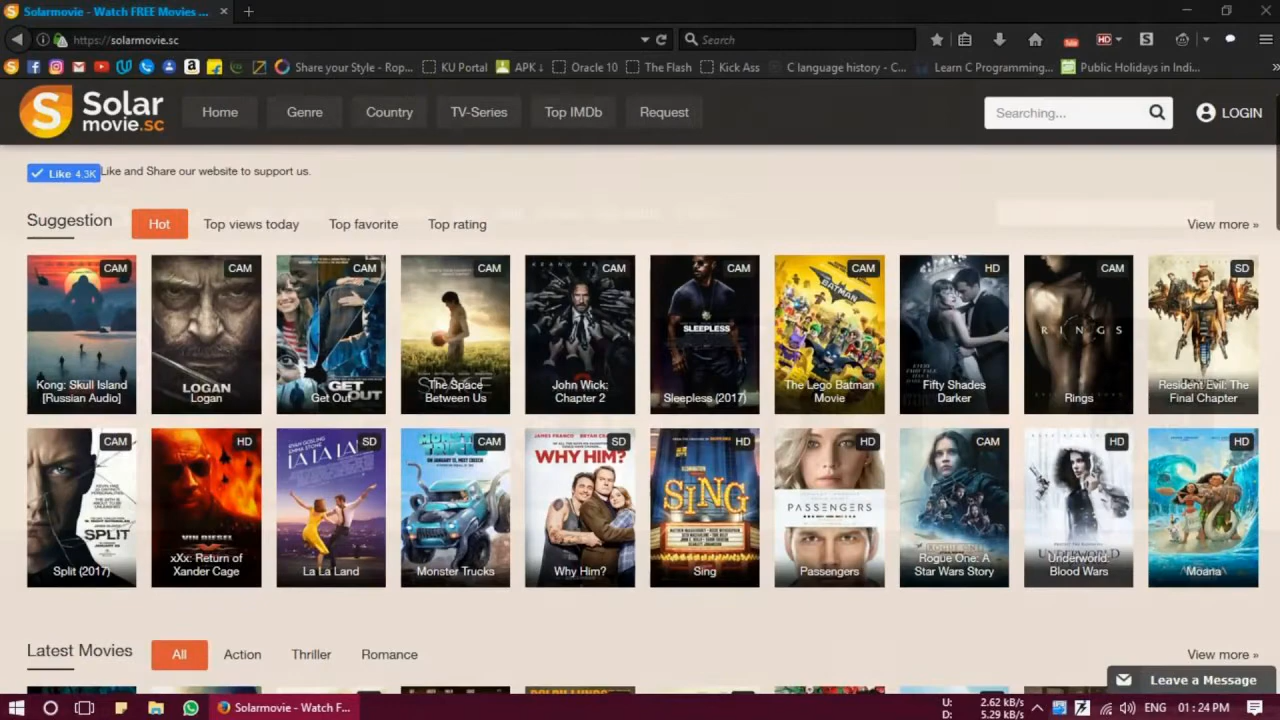 Solarmovie - Watch FREE Movies ...
https://solarmovie.sc
Search
HD
S
Share your Style - Rop...
KU Portal
APK ↓
Oracle 10
The Flash
Kick Ass
C language history - C...
Learn C Programming...
Public Holidays in Indi...
Solar
movie.sc
Home
Genre
Country
TV-Series
Top IMDb
Request
Searching...
LOGIN
Like 4.3K
Like and Share our website to support us.
Suggestion
Hot
Top views today
Top favorite
Top rating
View more »
CAM
Kong: Skull Island
[Russian Audio]
CAM
LOGAN
Logan
CAM
GET OUT
Get Out
CAM
The Space
Between Us
CAM
John Wick:
Chapter 2
CAM
SLEEPLESS
Sleepless (2017)
CAM
BATMAN
The Lego Batman
Movie
HD
Fifty Shades
Darker
CAM
RINGS
Rings
SD
Resident Evil: The
Final Chapter
CAM
SPLIT
Split (2017)
HD
VIN DIESEL
xXx: Return of
Xander Cage
SD
LA LA LAND
La La Land
CAM
Monster Trucks
SD
WHY HIM?
Why Him?
HD
SING
Sing
HD
PASSENGERS
Passengers
CAM
Rogue One: A
Star Wars Story
HD
UNDERWORLD
Underworld:
Blood Wars
HD
Moana
Latest Movies
All
Action
Thriller
Romance
View more »
Leave a Message
Solarmovie - Watch F...
U: 2.62 kB/s
D: 5.29 kB/s
ENG
01:24 PM